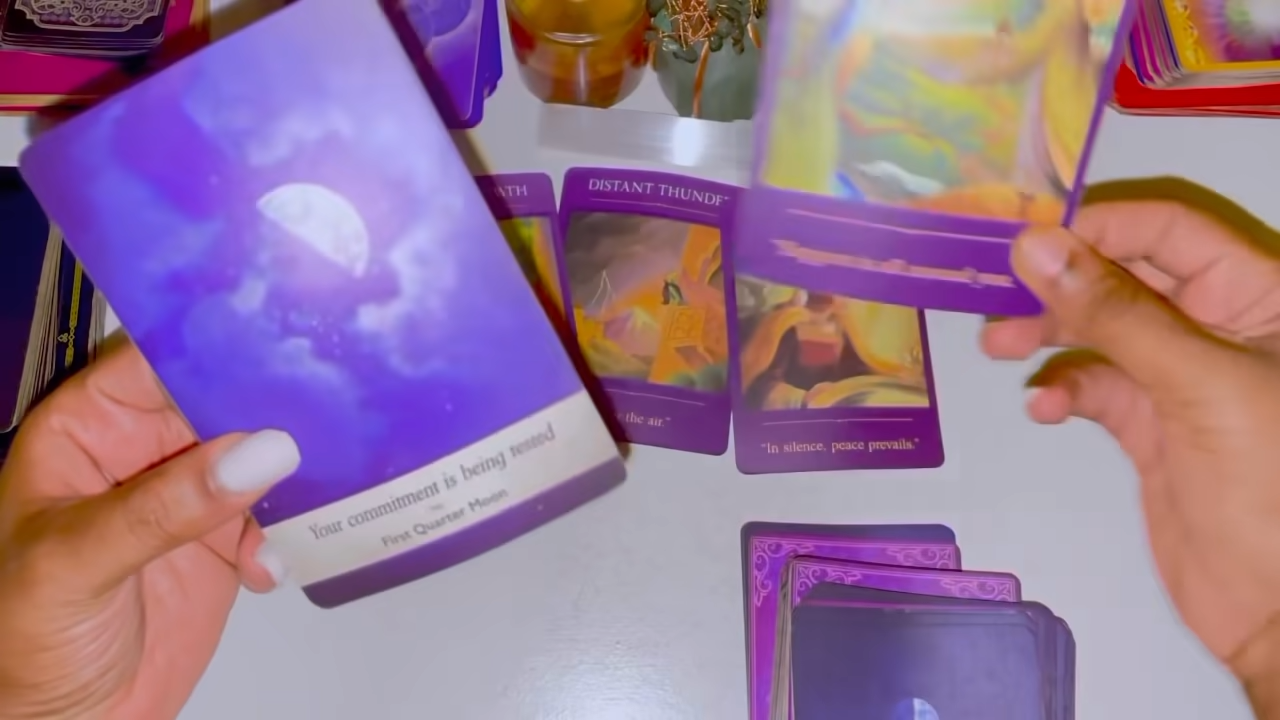 ATH
DISTANT THUNDE
the air."
"In silence, peace prevails."
Your commitment is being tested
First Quarter Moon